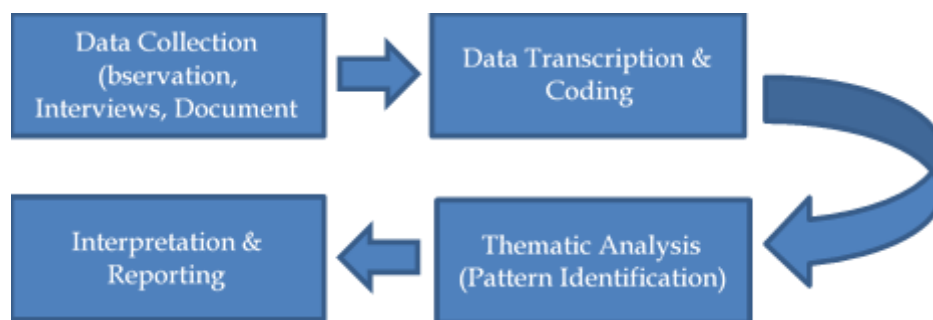 Data Collection
(bservation,
Interviews, Document
Data Transcription &
Coding
Thematic Analysis
(Pattern Identification)
Interpretation &
Reporting